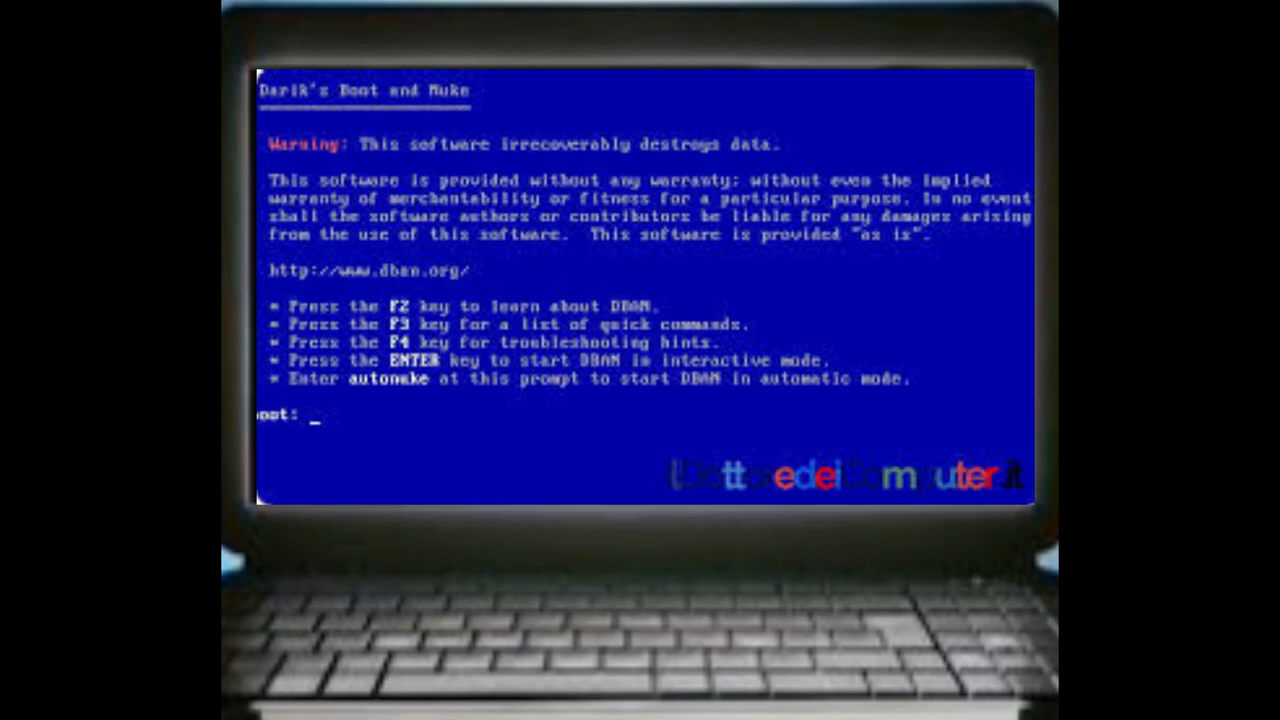 Darik's Boot and Nuke
Warning: This software irrecoverably destroys data.
This software is provided without any warranty; without even the implied
warranty of merchantability or fitness for a particular purpose. In no event
shall the software authors or contributors be liable for any damages arising
from the use of this software. This software is provided "as is".
http://www.dban.org/
* Press the F2 key to learn about DBAN.
* Press the F3 key for a list of quick commands.
* Press the F4 key for troubleshooting hints.
* Press the ENTER key to start DBAN in interactive mode.
* Enter autonuke at this prompt to start DBAN in automatic mode.
boot: _
ilDottoredeiComputer.it